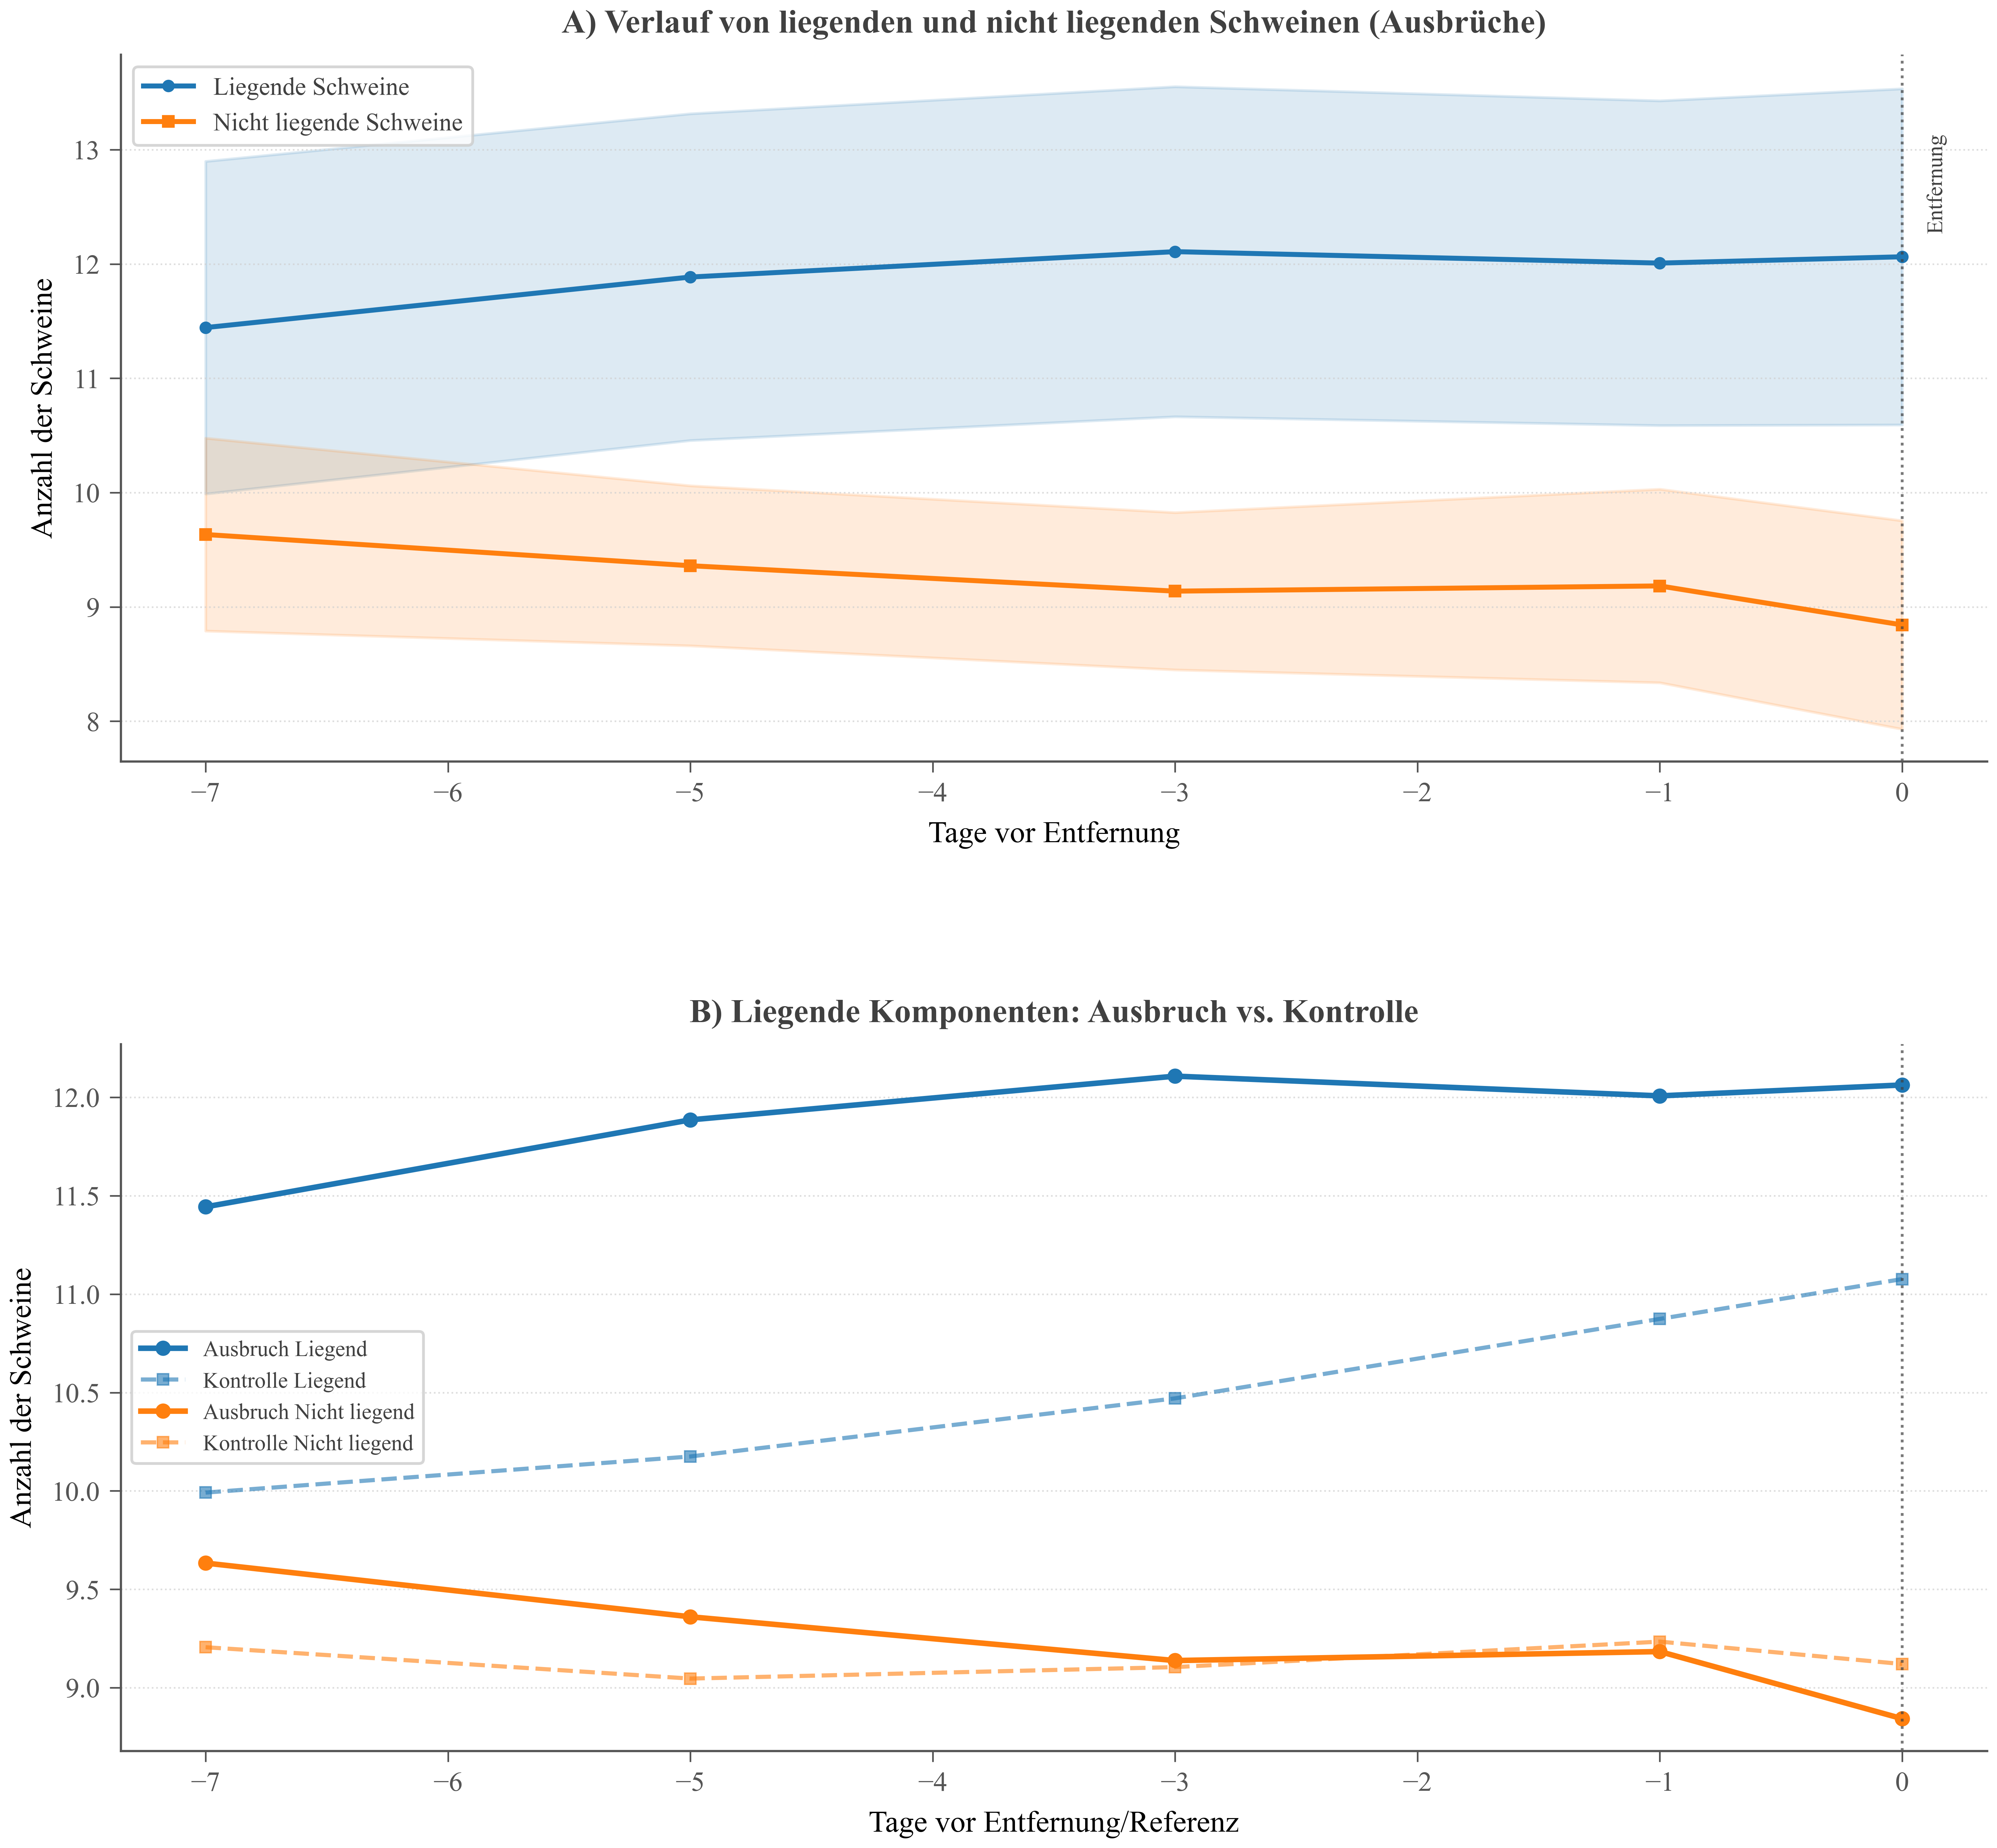 A) Verlauf von liegenden und nicht liegenden Schweinen (Ausbrüche)
Liegende Schweine
Nicht liegende Schweine
Entfernung
Anzahl der Schweine
13
12
11
10
9
8
−7
−6
−5
−4
−3
−2
−1
0
Tage vor Entfernung
B) Liegende Komponenten: Ausbruch vs. Kontrolle
Anzahl der Schweine
12.0
11.5
11.0
10.5
10.0
9.5
9.0
Ausbruch Liegend
Kontrolle Liegend
Ausbruch Nicht liegend
Kontrolle Nicht liegend
−7
−6
−5
−4
−3
−2
−1
0
Tage vor Entfernung/Referenz